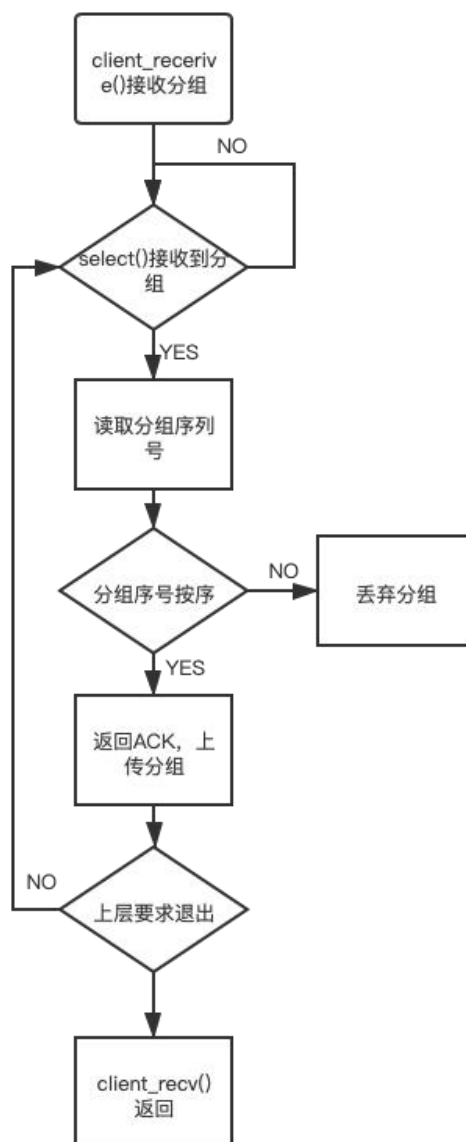 client_recerive
e()接收分组
NO
select()接收到分
组
YES
读取分组序列
号
分组序号按序
NO
丢弃分组
YES
返回ACK，上
传分组
NO
上层要求退出
client_recv()
返回